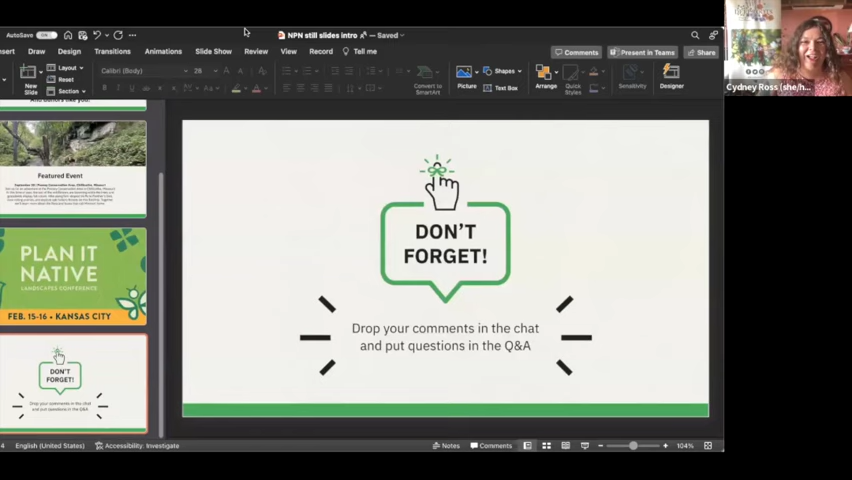 AutoSave
NPN still slides intro
— Saved
Draw
Design
Transitions
Animations
Slide Show
Review
View
Record
Tell me
Comments
Present in Teams
Share
New
Slide
Layout
Reset
Section
Calibri (Body)
28
Convert to
SmartArt
Picture
Shapes
Text Box
Arrange
Quick
Styles
Sensitivity
Designer
Cydney Ross (she/h...
Featured Event
PLAN IT
NATIVE
LANDSCAPES CONFERENCE
FEB. 15-16 • KANSAS CITY
DON'T
FORGET!
Drop your comments in the chat
and put questions in the Q&A
DON'T
FORGET!
Drop your comments in the chat
and put questions in the Q&A
English (United States)
Accessibility: Investigate
Notes
Comments
104%